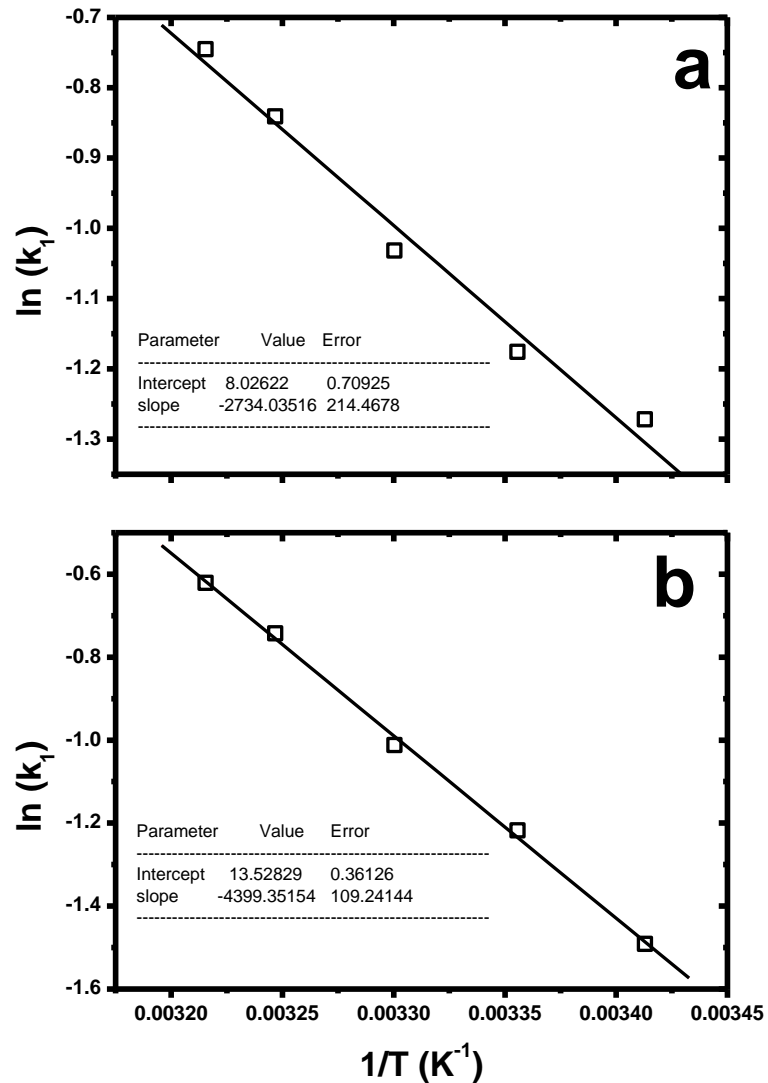 a
-0.7
-0.8
-0.9
-1.0
-1.1
-1.2
-1.3
ln (k1)
Parameter Value Error
------------------------------------------------------------
Intercept 8.02622 0.70925
slope -2734.03516 214.4678
------------------------------------------------------------
b
-0.6
-0.8
-1.0
-1.2
-1.4
-1.6
ln (k1)
Parameter Value Error
------------------------------------------------------------
Intercept 13.52829 0.36126
slope -4399.35154 109.24144
------------------------------------------------------------
0.00320 0.00325 0.00330 0.00335 0.00340 0.00345
1/T (K-1)